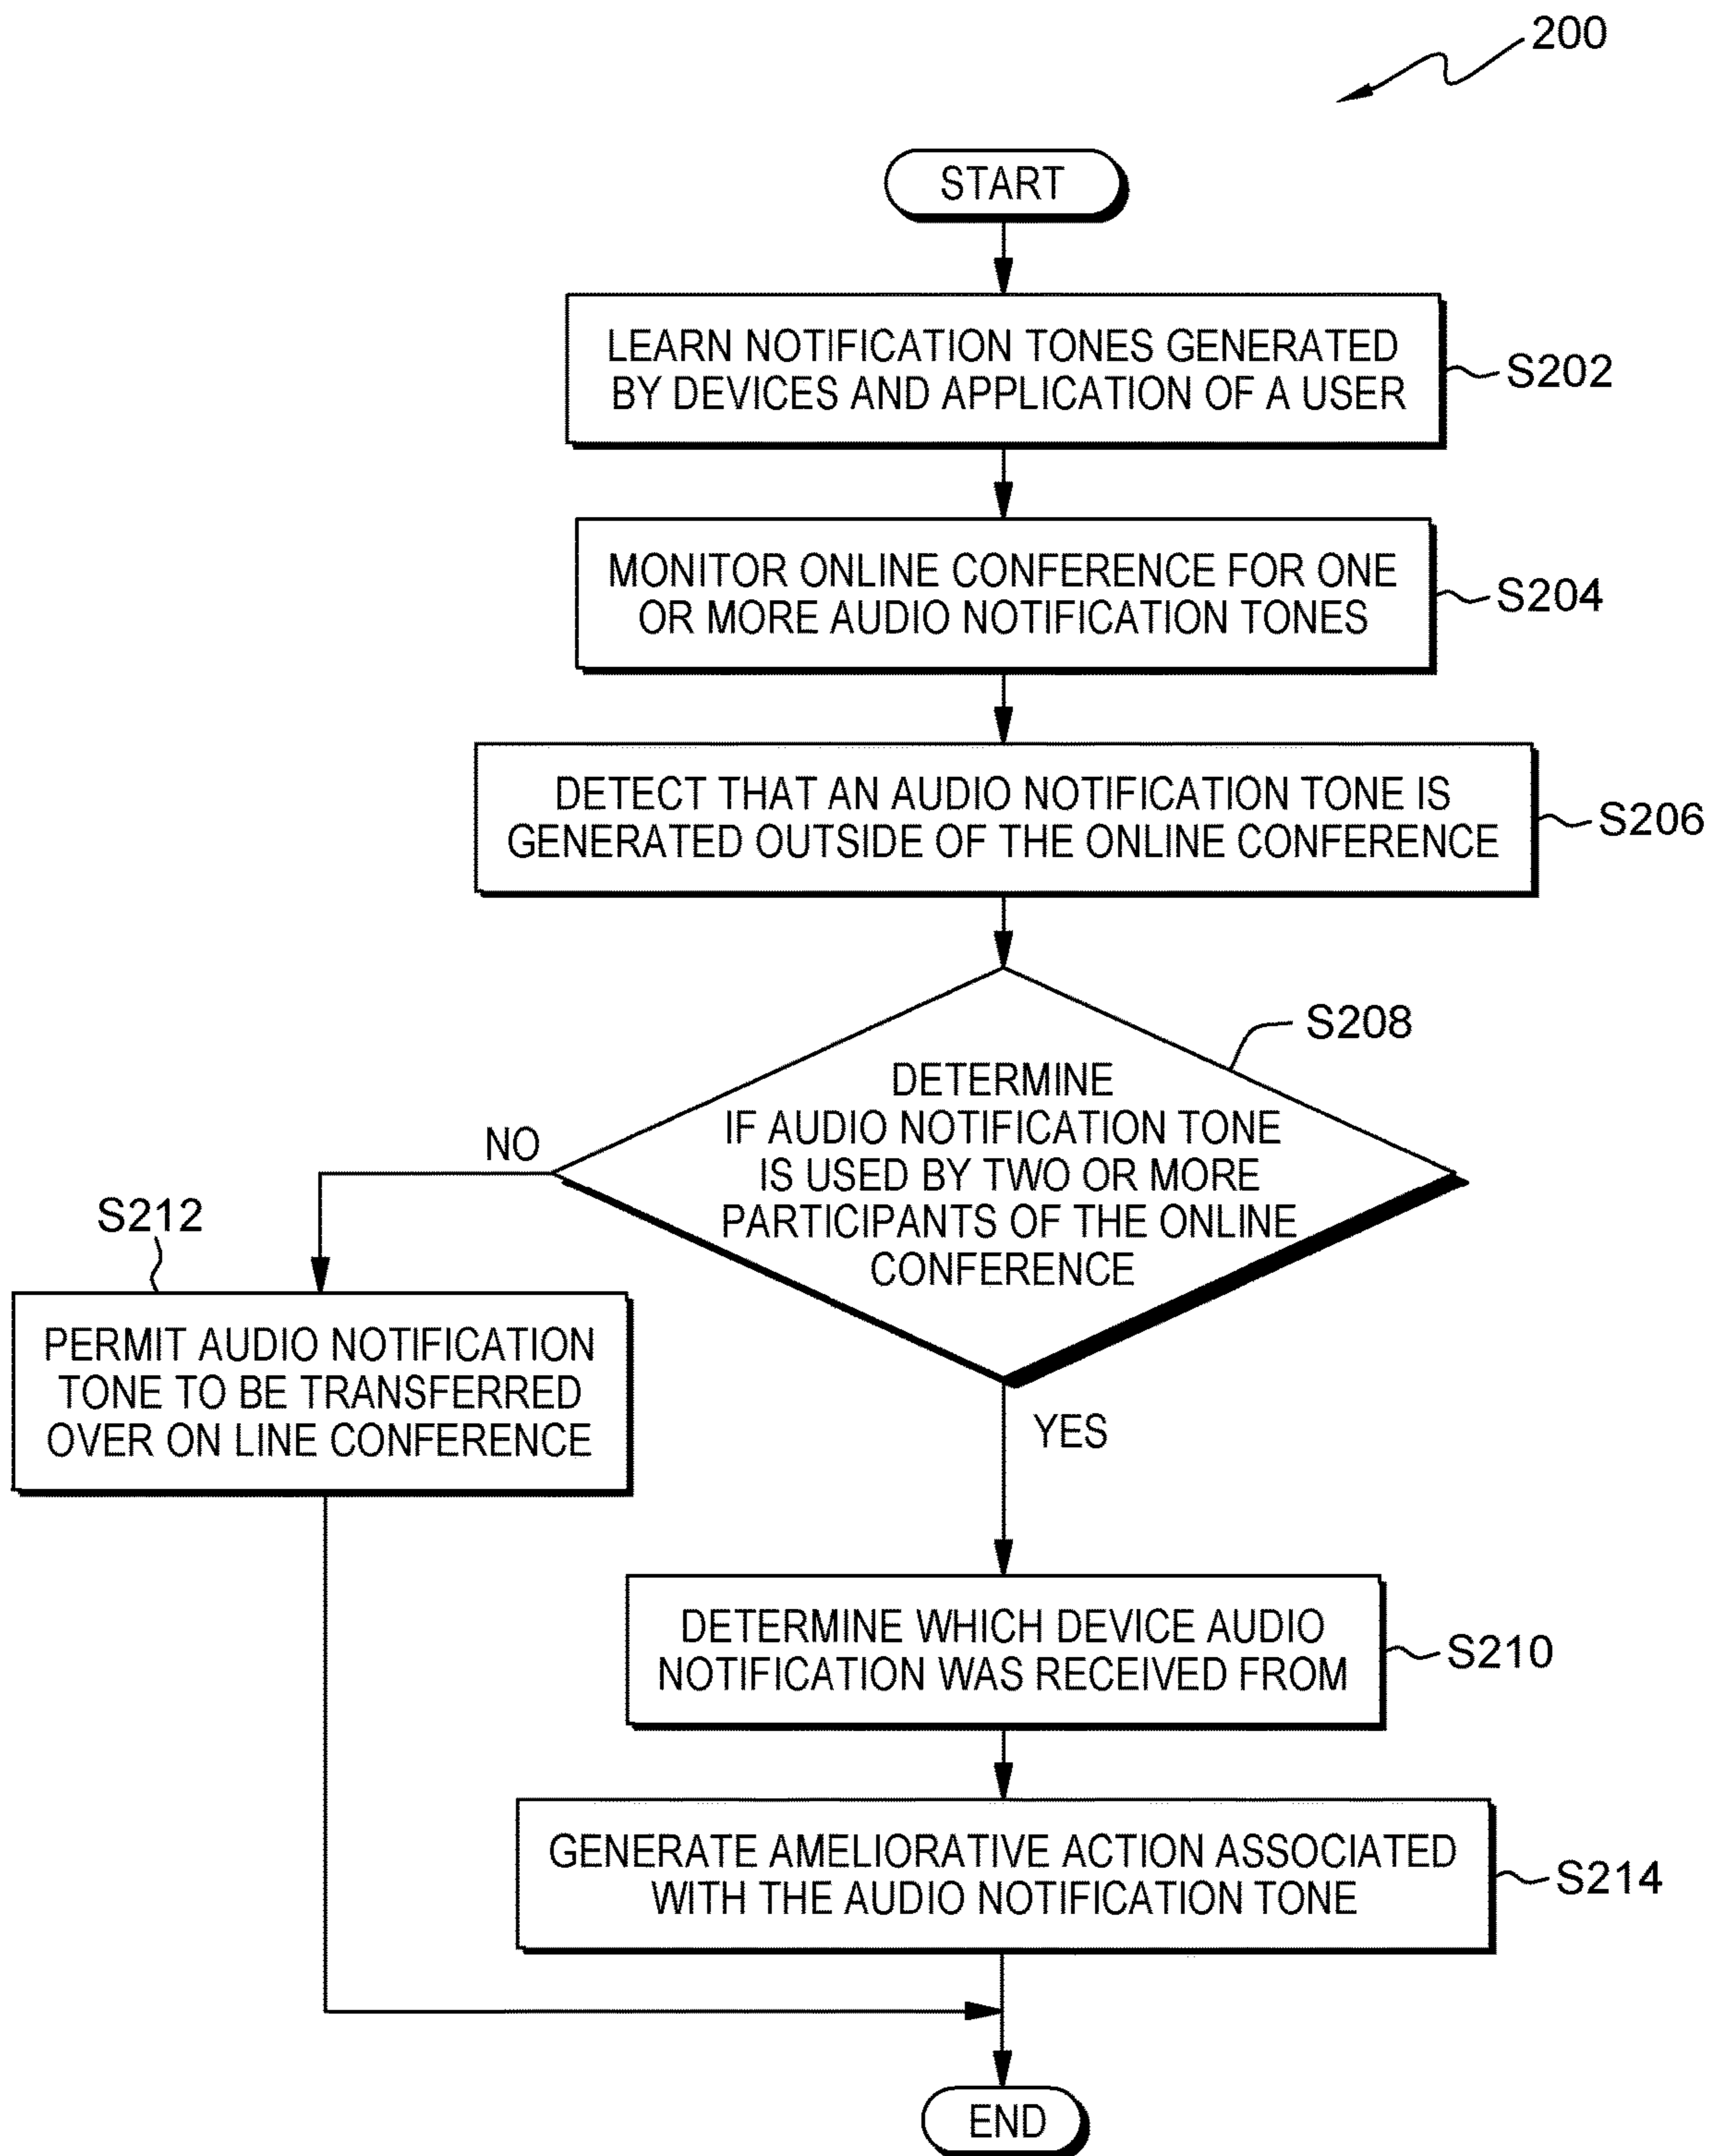 200
START
LEARN NOTIFICATION TONES GENERATED
BY DEVICES AND APPLICATION OF A USER
S202
MONITOR ONLINE CONFERENCE FOR ONE
OR MORE AUDIO NOTIFICATION TONES
S204
DETECT THAT AN AUDIO NOTIFICATION TONE IS
GENERATED OUTSIDE OF THE ONLINE CONFERENCE
S206
S208
DETERMINE
IF AUDIO NOTIFICATION TONE
IS USED BY TWO OR MORE
PARTICIPANTS OF THE ONLINE
CONFERENCE
NO
S212
PERMIT AUDIO NOTIFICATION
TONE TO BE TRANSFERRED
OVER ON LINE CONFERENCE
YES
DETERMINE WHICH DEVICE AUDIO
NOTIFICATION WAS RECEIVED FROM
S210
GENERATE AMELIORATIVE ACTION ASSOCIATED
WITH THE AUDIO NOTIFICATION TONE
S214
END